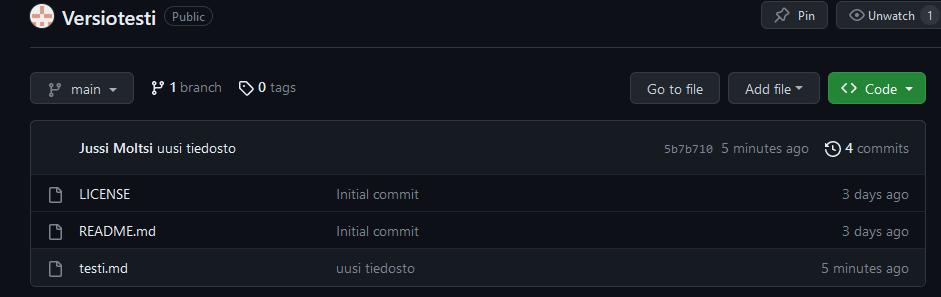 Versiotesti Public Pin Unwatch 1
main 1 branch 0 tags Go to file Add file Code
Jussi Moltsi uusi tiedosto 5b7b710 5 minutes ago 4 commits
LICENSE Initial commit 3 days ago
README.md Initial commit 3 days ago
testi.md uusi tiedosto 5 minutes ago